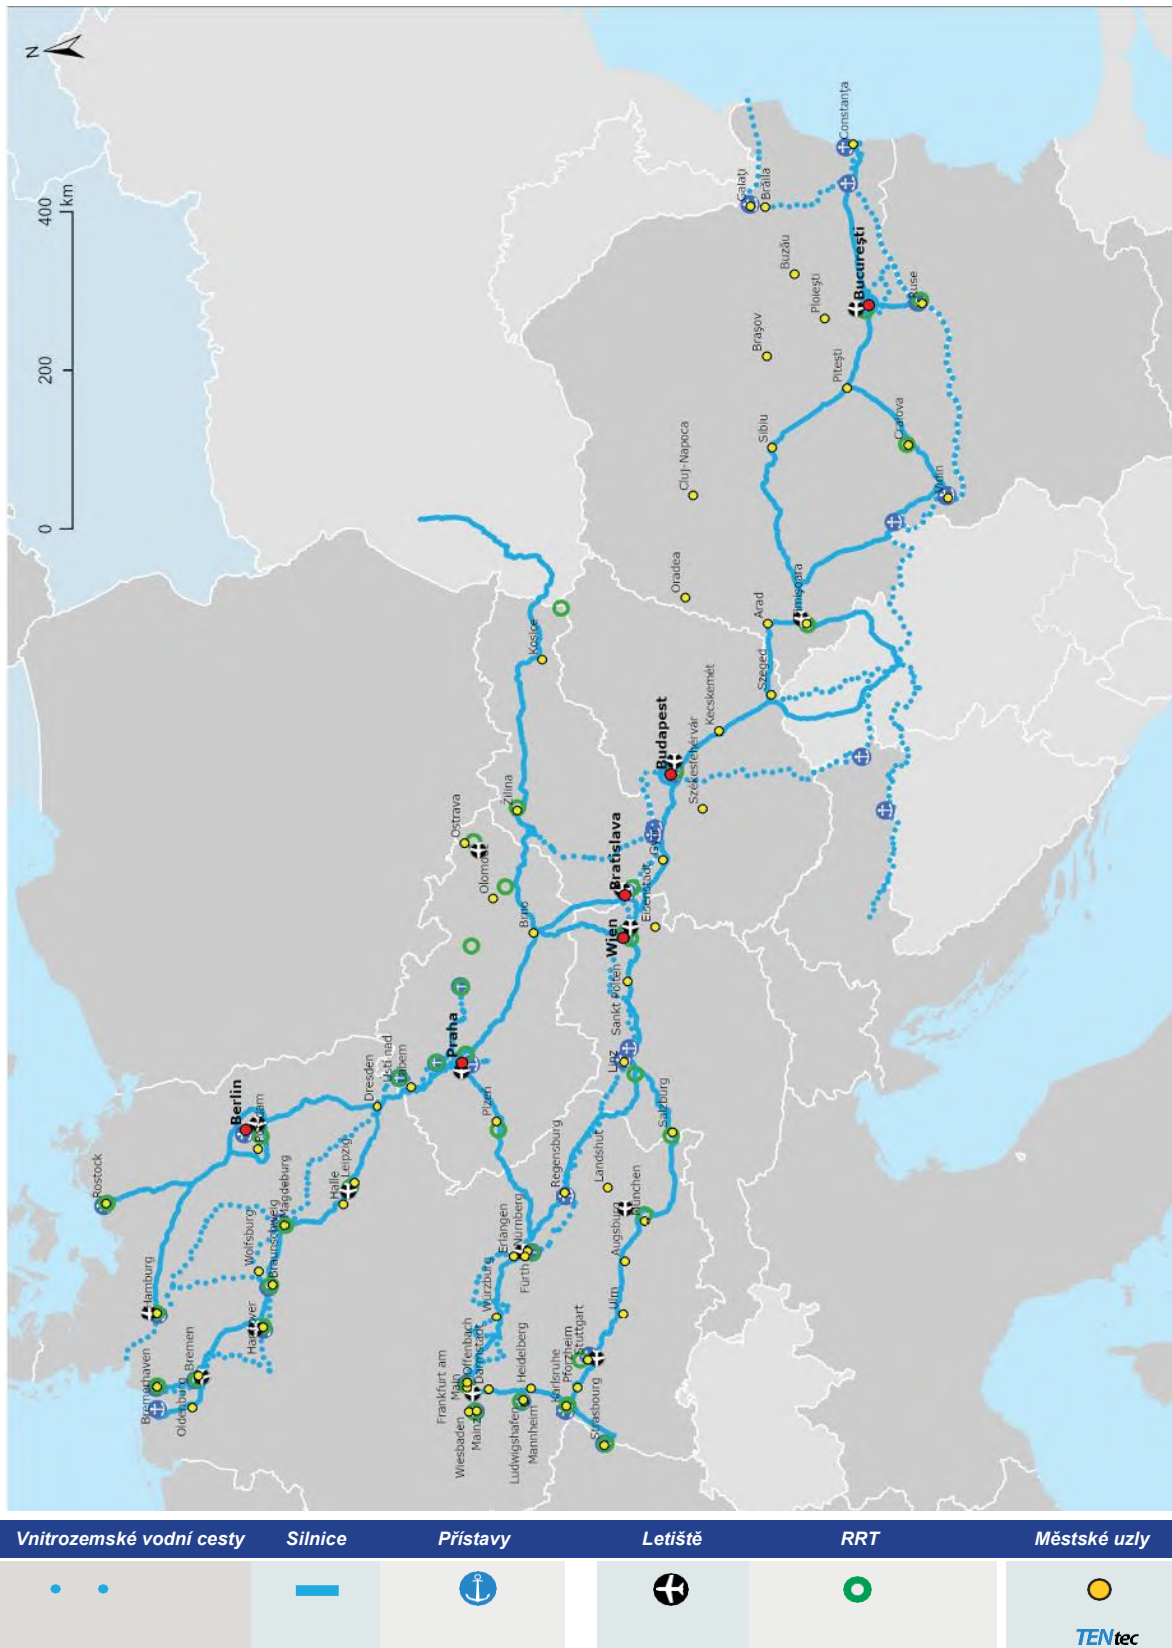 N
400
km
200
0
Constanța
Galați
Brăila
Buzău
București
Ploiești
Ruse
Brașov
Pitești
Sibiu
Craiova
Cluj-Napoca
Vidin
Oradea
Timișoara
Arad
Kosice
Szeged
Kecskemét
Budapest
Székesfehérvár
Žilina
Ostrava
Bratislava
Győr
Olomouc
Eisenstadt
Brno
Wien
Sankt Pölten
Praha
Linz
Ústí nad
Labem
Dresden
Plzeň
Salzburg
Berlin
Potsdam
Regensburg
Landshut
Rostock
Halle
Leipzig
München
Magdeburg
Erlangen
Nürnberg
Augsburg
Wolfsburg
Braunschweig
Fürth
Hamburg
Würzburg
Ulm
Hannover
Bremen
Offenbach
Darmstadt
Heidelberg
Pforzheim
Stuttgart
Bremerhaven
Frankfurt am
Main
Karlsruhe
Oldenburg
Wiesbaden
Mainz
Ludwigshafen
Mannheim
Strasbourg
Vnitrozemské vodní cesty Silnice Přístavy Letiště RRT Městské uzly
TENtec